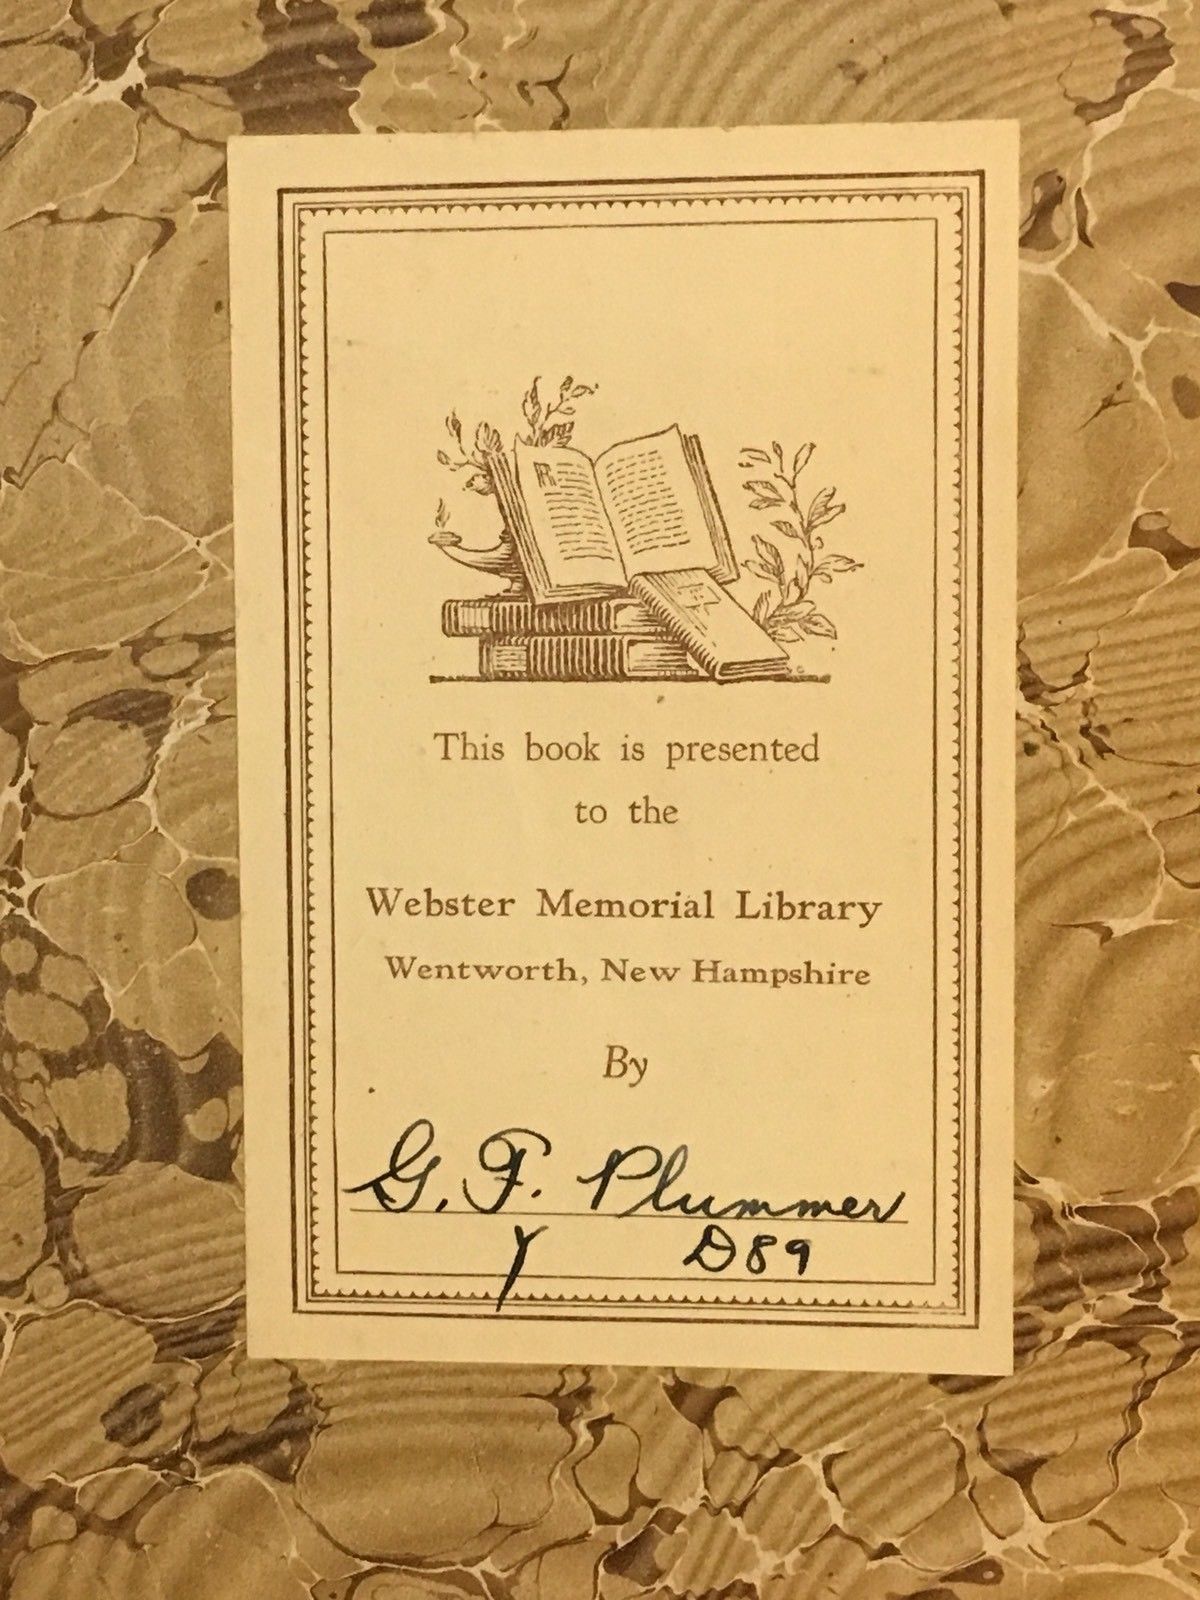 This book is presented
to the
Webster Memorial Library
Wentworth, New Hampshire
By
G. F. Plummer
Y D89